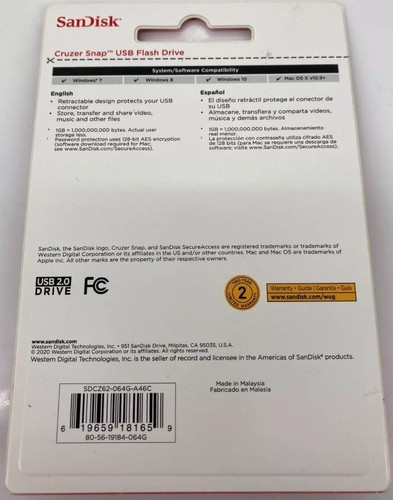 SanDisk®
Cruzer Snap™ USB Flash Drive
System/Software Compatibility
✓ Windows® 7 ✓ Windows 8 ✓ Windows 10 ✓ Mac OS X v10.9+
English
• Retractable design protects your USB
connector
• Store, transfer and share video,
music and other files
¹ 1GB = 1,000,000,000 bytes. Actual user
storage less.
² Password protection uses 128-bit AES encryption
(software download required for Mac;
see www.SanDisk.com/SecureAccess).
Español
• El diseño retráctil protege el conector de
su USB
• Almacene, transfiera y comparta videos,
música y demás archivos
¹ 1GB = 1,000,000,000 bytes. Almacenamiento
real menor.
² La protección con contraseña utiliza cifrado AES
de 128 bits (para Mac se requiere una descarga de
software; visite www.SanDisk.com/SecureAccess).
SanDisk, the SanDisk logo, Cruzer Snap, and SanDisk SecureAccess are registered trademarks or trademarks of
Western Digital Corporation or its affiliates in the US and/or other countries. Mac and Mac OS are trademarks of
Apple Inc. All other marks are the property of their respective owners.
USB 2.0
DRIVE
FC
TWO-YEAR
2
LIMITED WARRANTY
Warranty • Guide | Garantía • Guía
www.sandisk.com/wug
www.sandisk.com
Western Digital Technologies, Inc. • 951 SanDisk Drive, Milpitas, CA 95035, U.S.A.
© 2020 Western Digital Corporation or its affiliates. All rights reserved.
Western Digital Technologies, Inc. is the seller of record and licensee in the Americas of SanDisk® products.
SDCZ62-064G-A46C
6 19659 18165 9
80-56-19184-064G
Made in Malaysia
Fabricado en Malasia